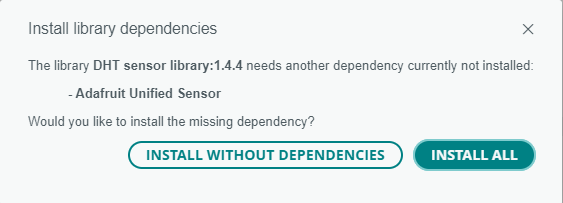 Install library dependencies
The library DHT sensor library:1.4.4 needs another dependency currently not installed:
- Adafruit Unified Sensor
Would you like to install the missing dependency?
INSTALL WITHOUT DEPENDENCIES
INSTALL ALL